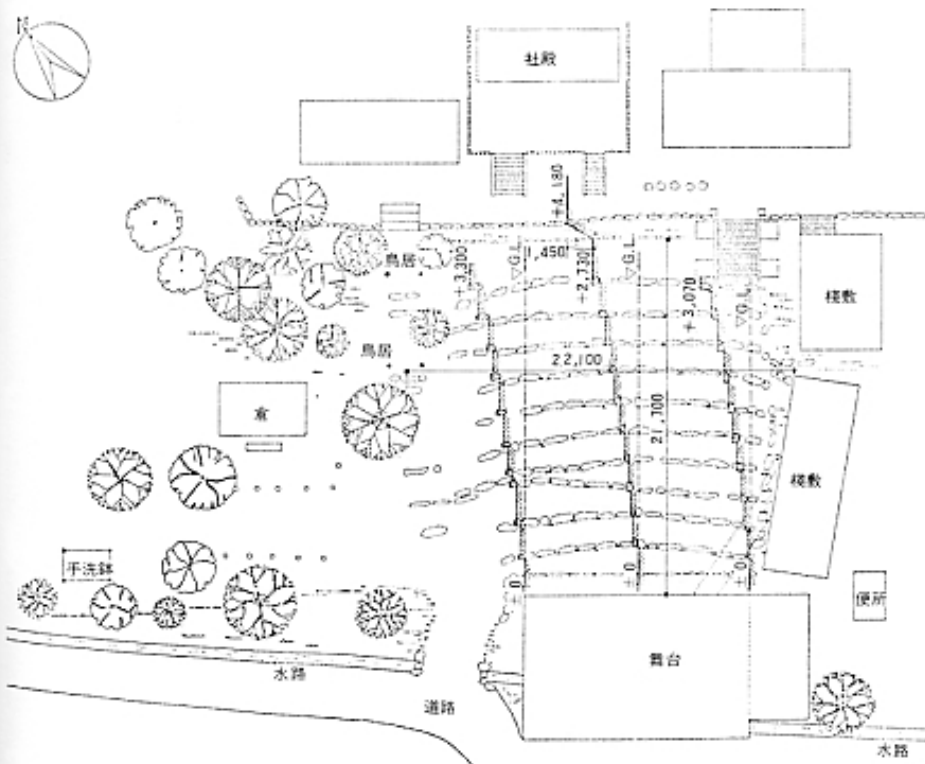 社殿
+4,180
鳥居
+3,300
1,450
▽G.L
+2,730
▽G.L
+3,070
▽G.L
桟敷
鳥居
22,100
21,700
倉
桟敷
手洗鉢
±0
±0
±0
便所
舞台
水路
道路
水路